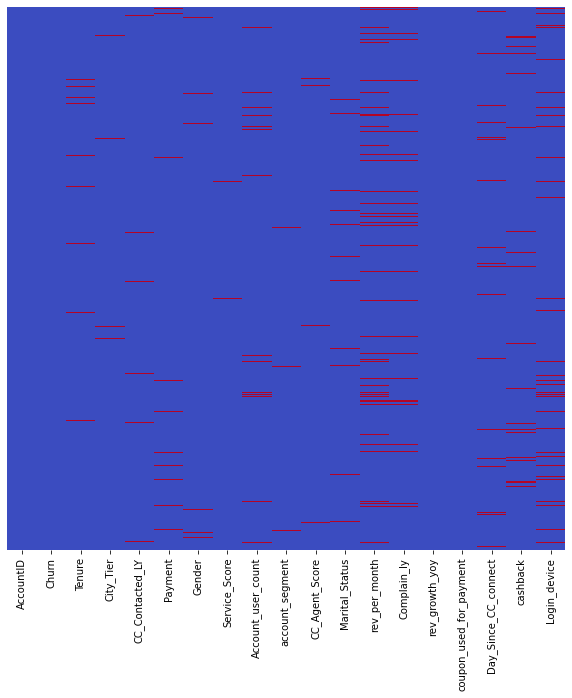 AccountID
Churn
Tenure
City_Tier
CC_Contacted_LY
Payment
Gender
Service_Score
Account_user_count
account_segment
CC_Agent_Score
Marital_Status
rev_per_month
Complain_ly
rev_growth_yoy
coupon_used_for_payment
Day_Since_CC_connect
cashback
Login_device